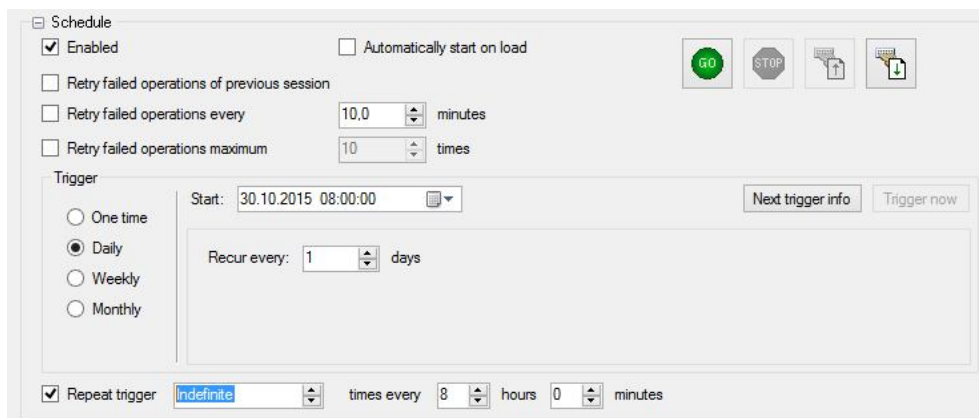 Schedule
Enabled
Automatically start on load
GO
STOP
Retry failed operations of previous session
Retry failed operations every 10,0 minutes
Retry failed operations maximum 10 times
Trigger
Start: 30.10.2015 08:00:00
Next trigger info
Trigger now
One time
Daily
Weekly
Monthly
Recur every: 1 days
Repeat trigger Indefinite times every 8 hours 0 minutes